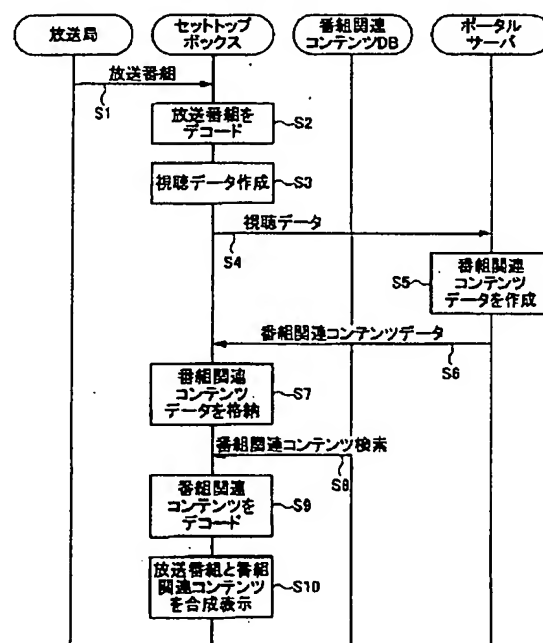 放送局
セットトップ
ボックス
番組関連
コンテンツDB
ポータル
サーバ
放送番組
S1
放送番組を
デコード
S2
視聴データ作成
S3
視聴データ
S4
番組関連
コンテンツ
データを作成
S5
番組関連コンテンツデータ
S6
番組関連
コンテンツ
データを格納
S7
番組関連コンテンツ検索
S8
番組関連
コンテンツを
デコード
S9
放送番組と番組
関連コンテンツ
を合成表示
S10